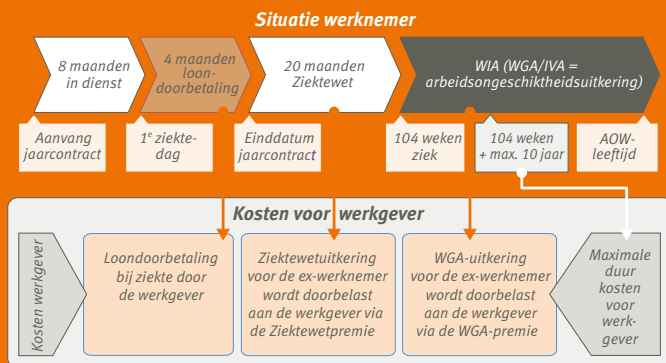 Situatie werknemer
8 maanden
in dienst
4 maanden
loon-
doorbetaling
20 maanden
Ziektewet
WIA (WGA/IVA =
arbeidsongeschiktheidsuitkering)
Aanvang
jaarcontract
1e ziekte-
dag
Einddatum
jaarcontract
104 weken
ziek
104 weken
+ max. 10 jaar
AOW-
leeftijd
Kosten voor werkgever
Kosten werkgever
Loondoorbetaling
bij ziekte door
de werkgever
Ziektewetuitkering
voor de ex-werknemer
wordt doorbelast
aan de werkgever via
de Ziektewetpremie
WGA-uitkering
voor de ex-werknemer
wordt doorbelast
aan de werkgever
via de WGA-premie
Maximale
duur
kosten
voor
werk-
gever